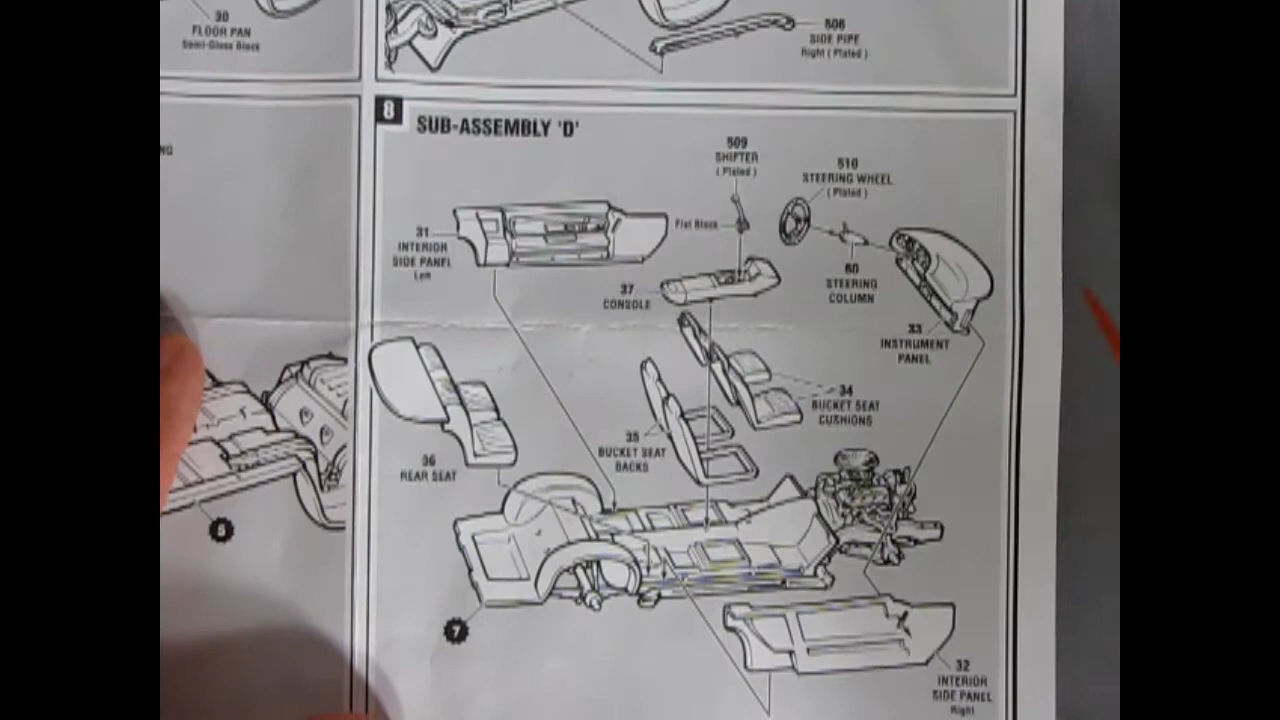 30
FLOOR PAN
Semi-Gloss Black
506
SIDE PIPE
Right ( Plated )
8
SUB-ASSEMBLY 'D'
509
SHIFTER
( Plated )
510
STEERING WHEEL
( Plated )
Flat Black
31
INTERIOR
SIDE PANEL
Left
37
CONSOLE
60
STEERING
COLUMN
33
INSTRUMENT
PANEL
34
BUCKET SEAT
CUSHIONS
35
BUCKET SEAT
BACKS
36
REAR SEAT
7
32
INTERIOR
SIDE PANEL
Right